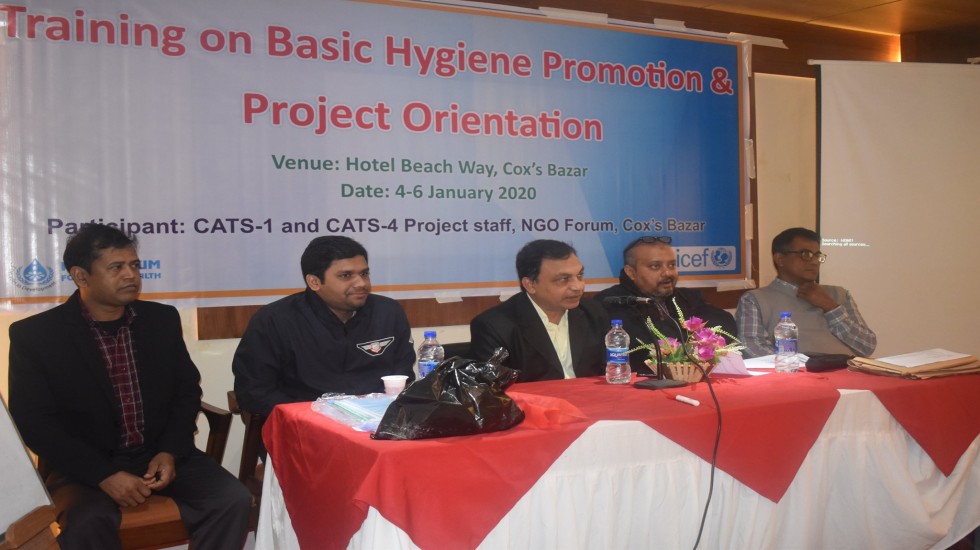 Training on Basic Hygiene Promotion &
Project Orientation
Venue: Hotel Beach Way, Cox's Bazar
Date: 4-6 January 2020
Participant: CATS-1 and CATS-4 Project staff, NGO Forum, Cox's Bazar
icef